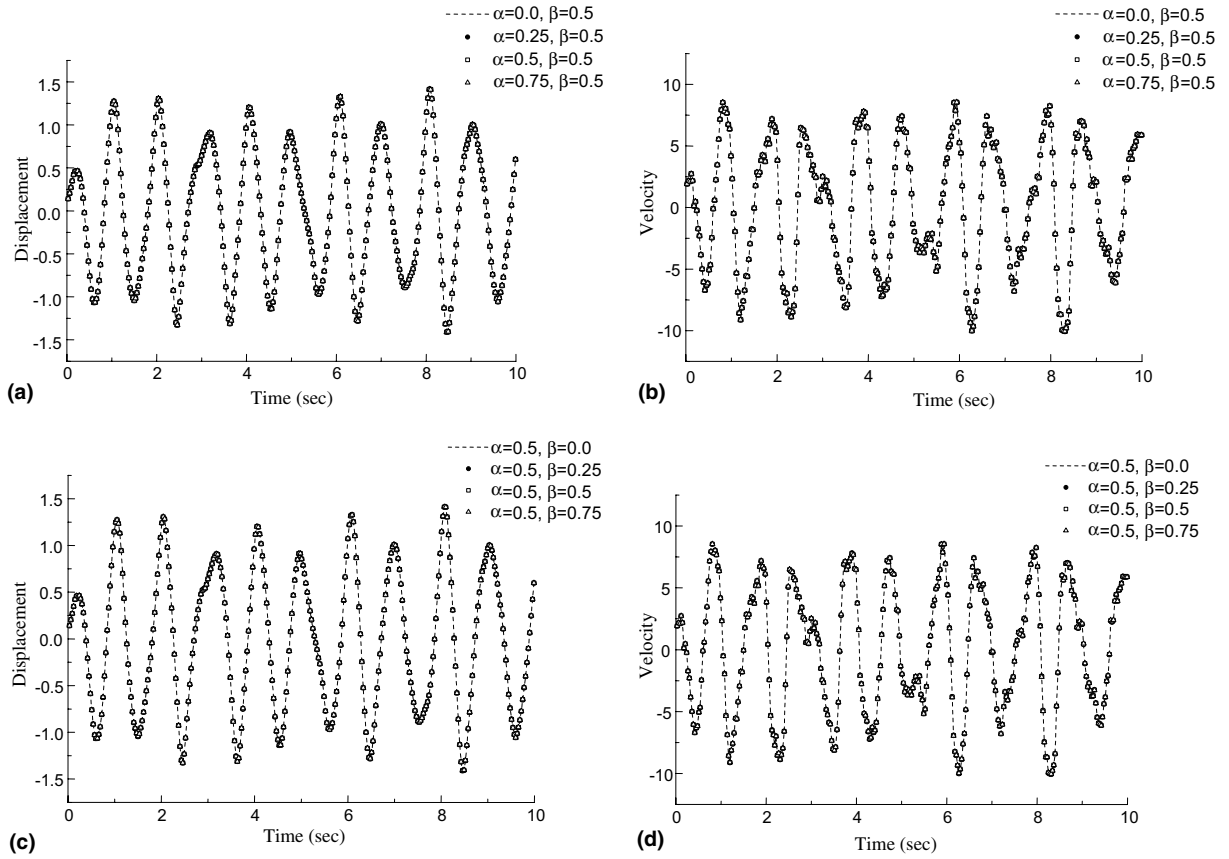 α=0.0, β=0.5
α=0.25, β=0.5
α=0.5, β=0.5
α=0.75, β=0.5
1.5
1.0
0.5
0.0
-0.5
-1.0
-1.5
Displacement
0 2 4 6 8 10
Time (sec)
(a)
α=0.0, β=0.5
α=0.25, β=0.5
α=0.5, β=0.5
α=0.75, β=0.5
10
5
0
-5
-10
Velocity
0 2 4 6 8 10
Time (sec)
(b)
α=0.5, β=0.0
α=0.5, β=0.25
α=0.5, β=0.5
α=0.5, β=0.75
1.5
1.0
0.5
0.0
-0.5
-1.0
-1.5
Displacement
0 2 4 6 8 10
Time (sec)
(c)
α=0.5, β=0.0
α=0.5, β=0.25
α=0.5, β=0.5
α=0.5, β=0.75
10
5
0
-5
-10
Velocity
0 2 4 6 8 10
Time (sec)
(d)